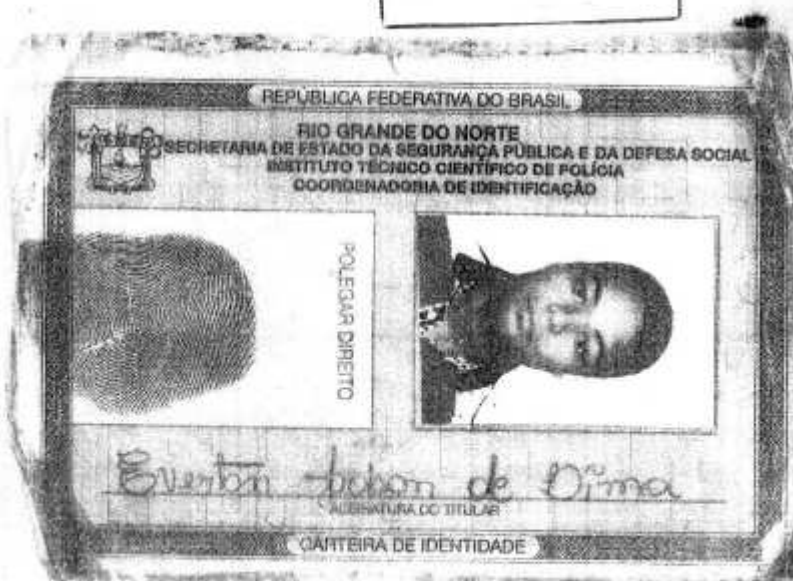 REPÚBLICA FEDERATIVA DO BRASIL
RIO GRANDE DO NORTE
SECRETARIA DE ESTADO DA SEGURANÇA PÚBLICA E DA DEFESA SOCIAL
INSTITUTO TÉCNICO CIENTÍFICO DE POLÍCIA
COORDENADORIA DE IDENTIFICAÇÃO
POLEGAR DIREITO
Everton de
ASSINATURA DO TITULAR
CARTEIRA DE IDENTIDADE